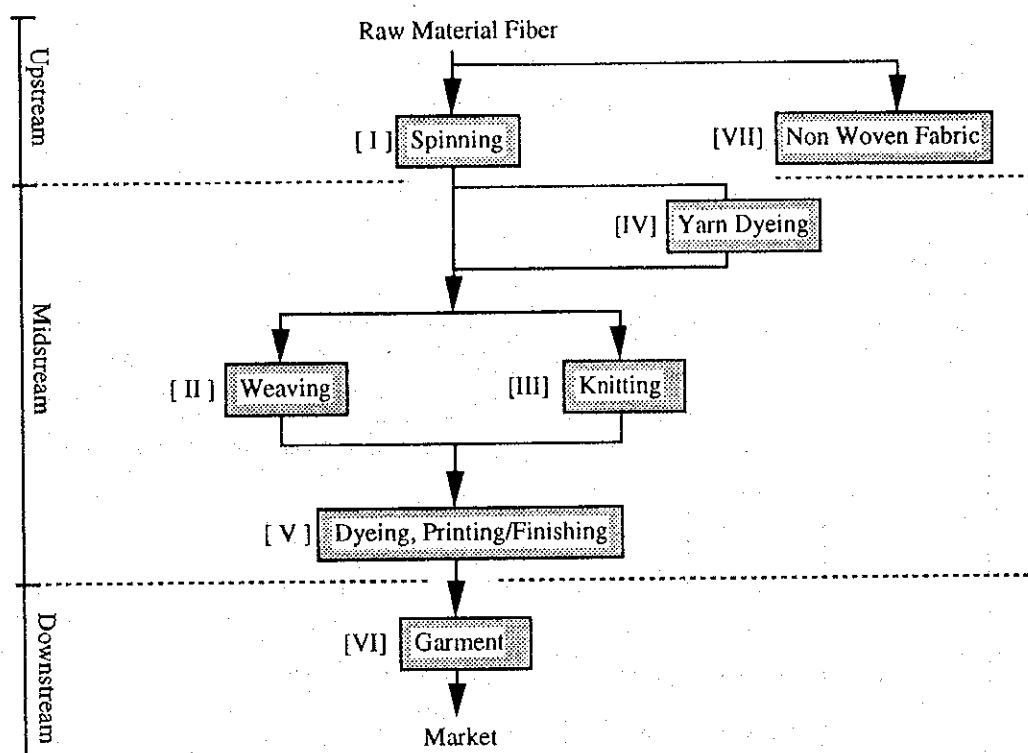 Raw Material Fiber
Upstream
[ I ] Spinning
[VII] Non Woven Fabric
[IV] Yarn Dyeing
Midstream
[ II ] Weaving
[III] Knitting
[ V ] Dyeing, Printing/Finishing
Downstream
[VI] Garment
Market